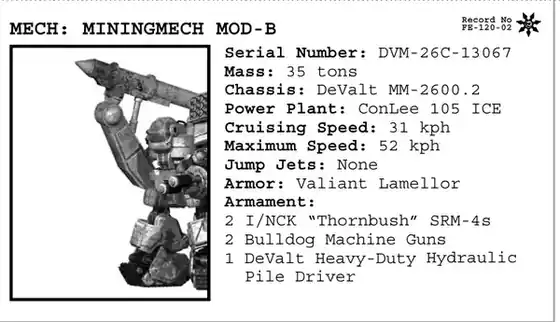 MECH: MININGMECH MOD-B
Record No
FE-120-02
Serial Number: DVM-26C-13067
Mass: 35 tons
Chassis: DeValt MM-2600.2
Power Plant: ConLee 105 ICE
Cruising Speed: 31 kph
Maximum Speed: 52 kph
Jump Jets: None
Armor: Valiant Lamellor
Armament:
2 I/NCK “Thornbush” SRM-4s
2 Bulldog Machine Guns
1 DeValt Heavy-Duty Hydraulic
Pile Driver